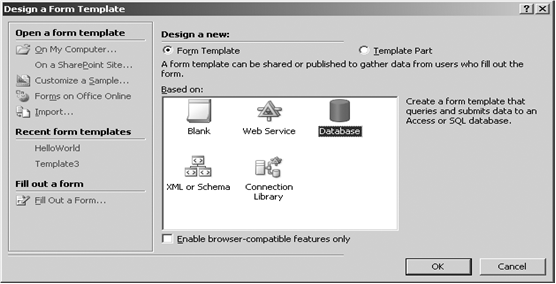 Design a Form Template
Open a form template
On My Computer...
On a SharePoint Site...
Customize a Sample...
Forms on Office Online
Import...
Recent form templates
HelloWorld
Template3
Fill out a form
Fill Out a Form...
Design a new:
Form Template
Template Part
A form template can be shared or published to gather data from users who fill out the
form.
Based on:
Blank
Web Service
Database
XML or Schema
Connection
Library
Create a form template that
queries and submits data to an
Access or SQL database.
Enable browser-compatible features only
OK
Cancel